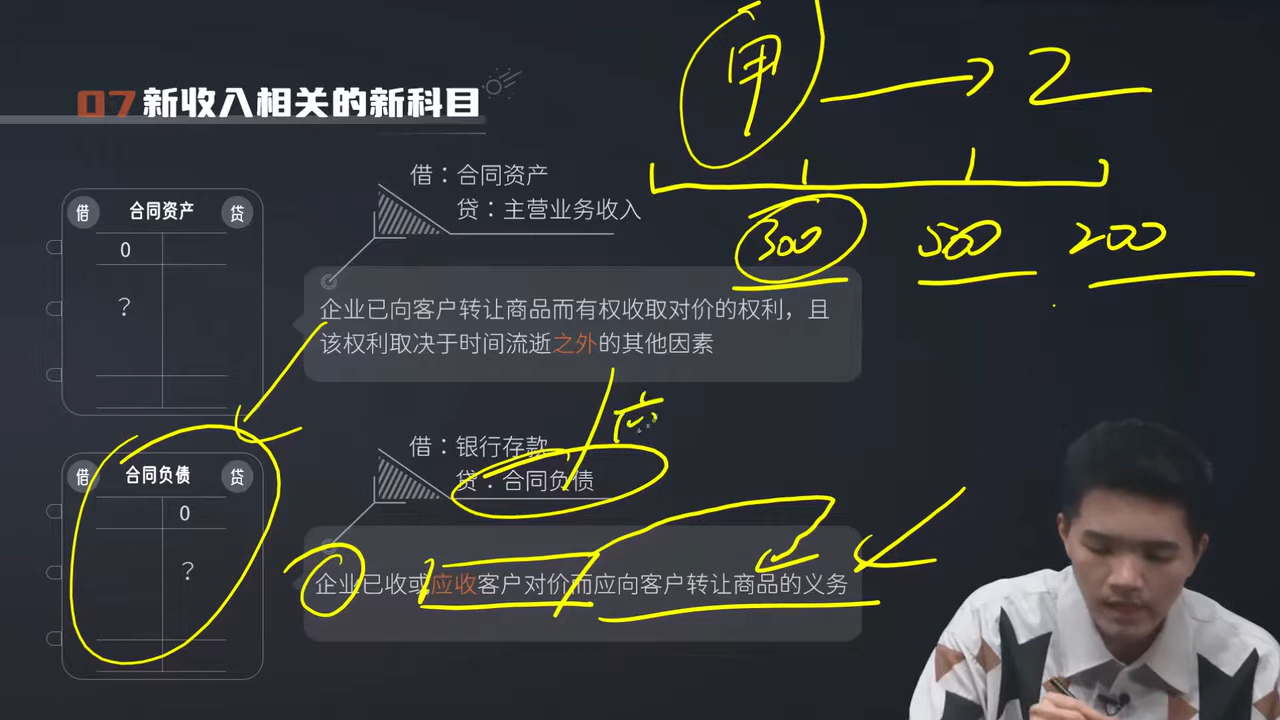 07 新收入相关的新科目
甲 乙
300 500 200
借 合同资产 贷
0
？
借：合同资产
贷：主营业务收入
企业已向客户转让商品而有权收取对价的权利，且
该权利取决于时间流逝之外的其他因素
借 合同负债 贷
0
？
借：银行存款
贷：合同负债
企业已收或应收客户对价而应向客户转让商品的义务